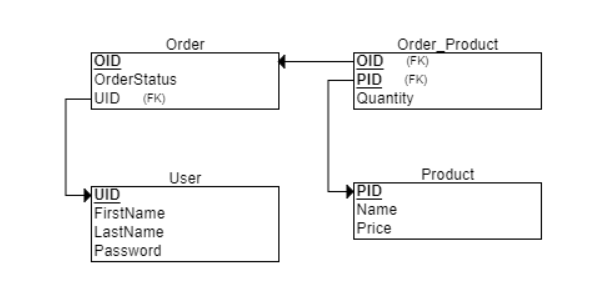 Order
OID
OrderStatus
UID (FK)
Order_Product
OID (FK)
PID (FK)
Quantity
User
UID
FirstName
LastName
Password
Product
PID
Name
Price